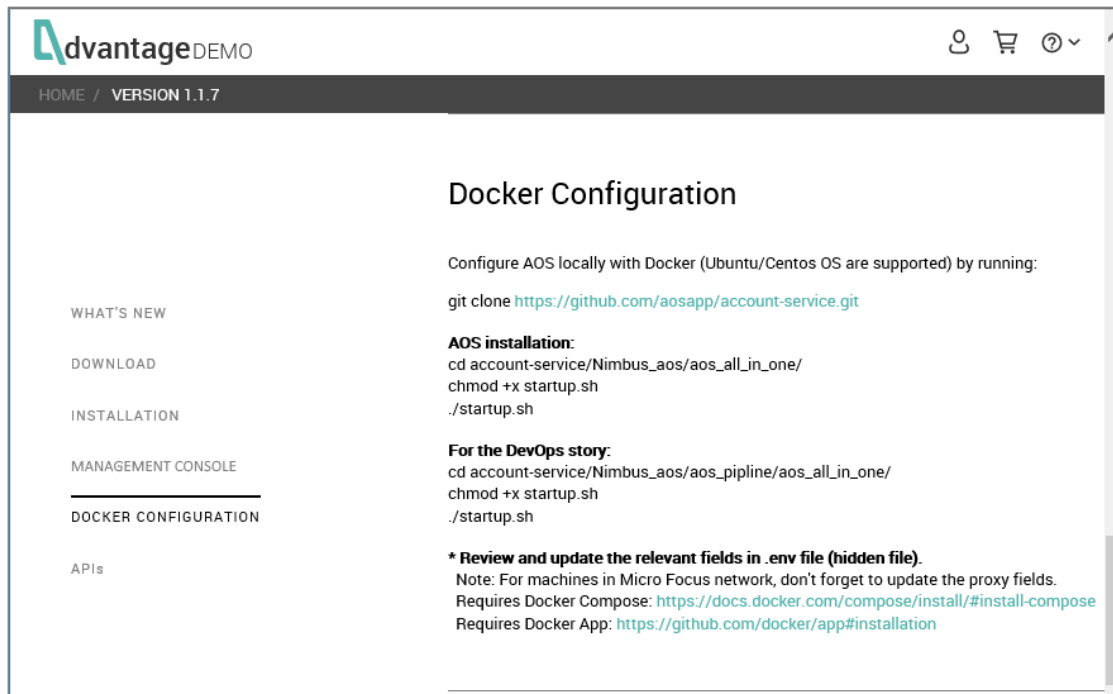 AdvantageDEMO
HOME / VERSION 1.1.7
WHAT'S NEW
DOWNLOAD
INSTALLATION
MANAGEMENT CONSOLE
DOCKER CONFIGURATION
APIs
Docker Configuration
Configure AOS locally with Docker (Ubuntu/Centos OS are supported) by running:
git clone https://github.com/aosapp/account-service.git
AOS installation:
cd account-service/Nimbus_aos/aos_all_in_one/
chmod +x startup.sh
./startup.sh
For the DevOps story:
cd account-service/Nimbus_aos/aos_pipline/aos_all_in_one/
chmod +x startup.sh
./startup.sh
* Review and update the relevant fields in .env file (hidden file).
Note: For machines in Micro Focus network, don't forget to update the proxy fields.
Requires Docker Compose: https://docs.docker.com/compose/install/#install-compose
Requires Docker App: https://github.com/docker/app#installation